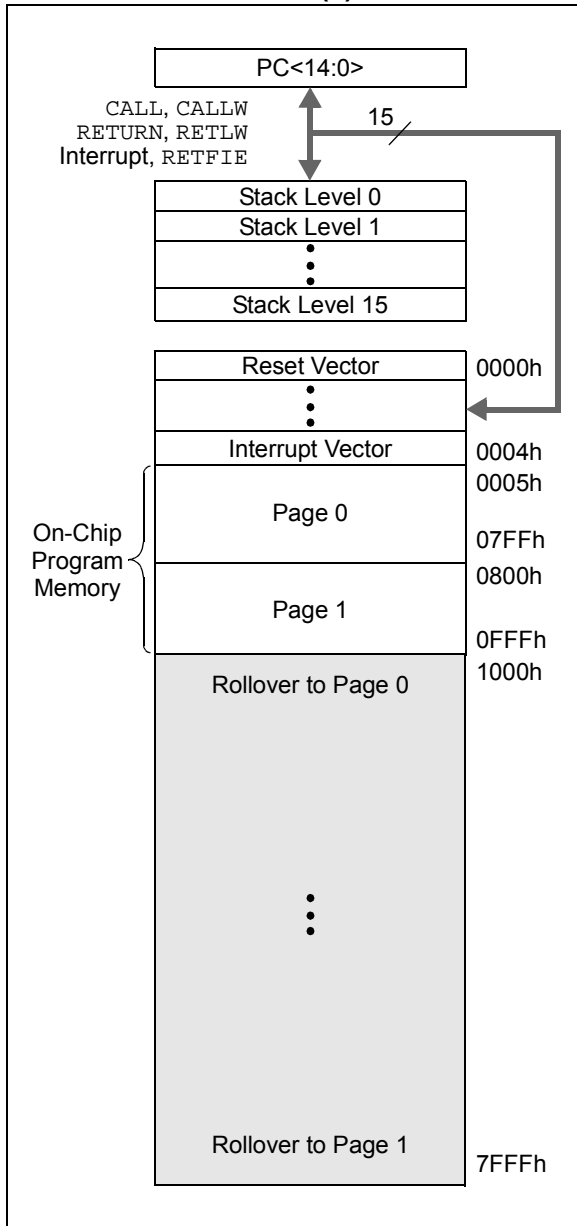 PC<14:0>
CALL, CALLW
RETURN, RETLW
Interrupt, RETFIE
15
Stack Level 0
Stack Level 1
Stack Level 15
Reset Vector
0000h
Interrupt Vector
0004h
0005h
On-Chip
Program
Memory
Page 0
07FFh
0800h
Page 1
0FFFh
1000h
Rollover to Page 0
Rollover to Page 1
7FFFh